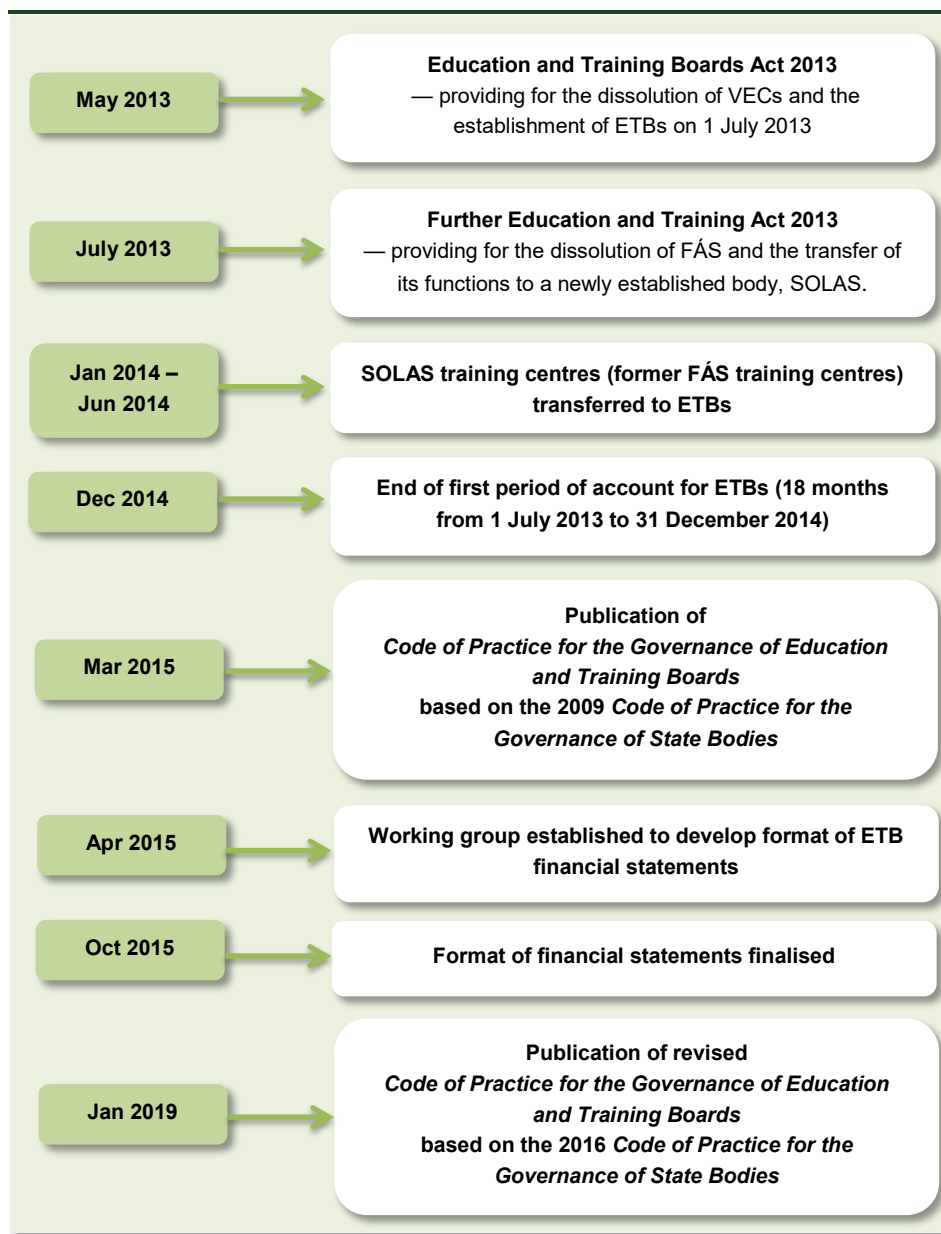 May 2013
Education and Training Boards Act 2013
— providing for the dissolution of VECs and the
establishment of ETBs on 1 July 2013
July 2013
Further Education and Training Act 2013
— providing for the dissolution of FÁS and the transfer of
its functions to a newly established body, SOLAS.
Jan 2014 –
Jun 2014
SOLAS training centres (former FÁS training centres)
transferred to ETBs
Dec 2014
End of first period of account for ETBs (18 months
from 1 July 2013 to 31 December 2014)
Mar 2015
Publication of
Code of Practice for the Governance of Education
and Training Boards
based on the 2009 Code of Practice for the
Governance of State Bodies
Apr 2015
Working group established to develop format of ETB
financial statements
Oct 2015
Format of financial statements finalised
Jan 2019
Publication of revised
Code of Practice for the Governance of Education
and Training Boards
based on the 2016 Code of Practice for the
Governance of State Bodies